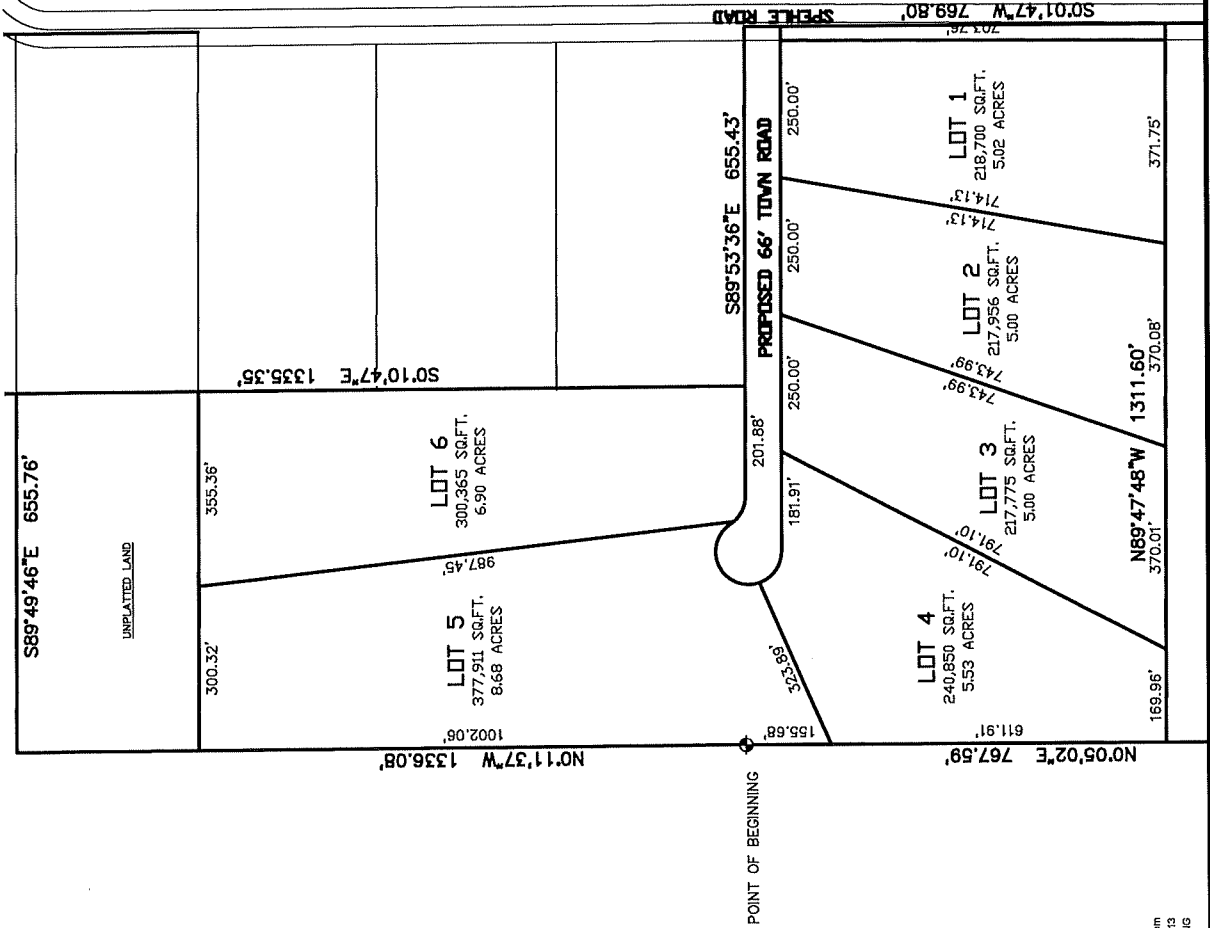 SPEHLE ROAD
S0°01'47"W 769.80'
703.76'
S89°49'46"E 655.76'
UNPLATTED LAND
S0°10'47"E 1335.35'
S89°53'36"E 655.43'
PROPOSED 66' TOWN ROAD
250.00'
LOT 1
218,700 SQ.FT.
5.02 ACRES
371.75'
714.13'
714.13'
250.00'
LOT 2
217,956 SQ.FT.
5.00 ACRES
370.08'
743.99'
743.99'
250.00'
LOT 3
217,775 SQ.FT.
5.00 ACRES
N89°47'48"W 1311.60'
370.01'
791.10'
791.10'
201.88'
181.91'
355.36'
LOT 6
300,365 SQ.FT.
6.90 ACRES
987.45'
300.32'
LOT 5
377,911 SQ.FT.
8.68 ACRES
1002.06'
N0°11'37"W 1336.08'
323.89'
155.68'
LOT 4
240,850 SQ.FT.
5.53 ACRES
611.91'
169.96'
N0°05'02"E 767.59'
POINT OF BEGINNING